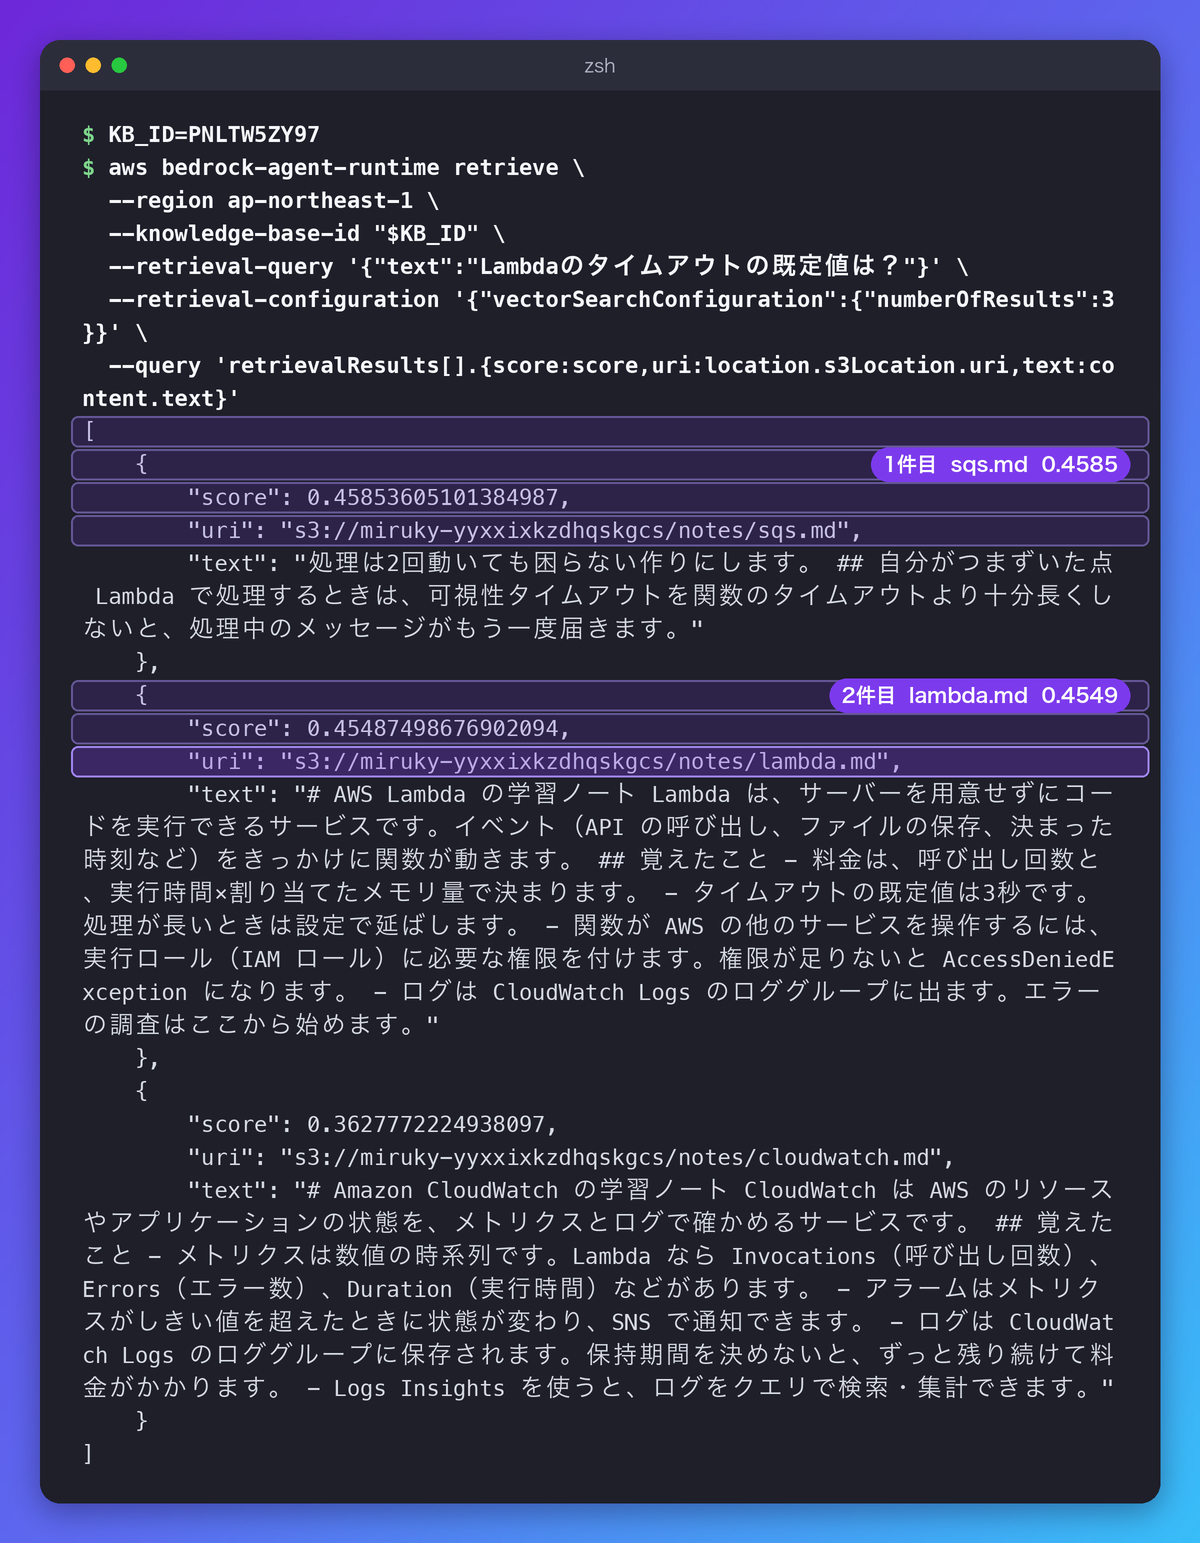 zsh
$ KB_ID=PNLTW5ZY97
$ aws bedrock-agent-runtime retrieve \
--region ap-northeast-1 \
--knowledge-base-id "$KB_ID" \
--retrieval-query '{"text":"Lambdaのタイムアウトの既定値は？"}' \
--retrieval-configuration '{"vectorSearchConfiguration":{"numberOfResults":3
}}' \
--query 'retrievalResults[].{score:score,uri:location.s3Location.uri,text:co
ntent.text}'
[
{ 1件目 sqs.md 0.4585
"score": 0.45853605101384987,
"uri": "s3://miruky-yyxxixkzdhqskgcs/notes/sqs.md",
"text": "処理は2回動いても困らない作りにします。 ## 自分がつまずいた点
Lambda で処理するときは、可視性タイムアウトを関数のタイムアウトより十分長くし
ないと、処理中のメッセージがもう一度届きます。"
},
{ 2件目 lambda.md 0.4549
"score": 0.45487498676902094,
"uri": "s3://miruky-yyxxixkzdhqskgcs/notes/lambda.md",
"text": "# AWS Lambda の学習ノート Lambda は、サーバーを用意せずにコー
ドを実行できるサービスです。イベント（API の呼び出し、ファイルの保存、決まった
時刻など）をきっかけに関数が動きます。 ## 覚えたこと - 料金は、呼び出し回数と
、実行時間×割り当てたメモリ量で決まります。 - タイムアウトの既定値は3秒です。
処理が長いときは設定で延ばします。 - 関数が AWS の他のサービスを操作するには、
実行ロール（IAM ロール）に必要な権限を付けます。権限が足りないと AccessDeniedE
xception になります。 - ログは CloudWatch Logs のロググループに出ます。エラー
の調査はここから始めます。"
},
{
"score": 0.3627772224938097,
"uri": "s3://miruky-yyxxixkzdhqskgcs/notes/cloudwatch.md",
"text": "# Amazon CloudWatch の学習ノート CloudWatch は AWS のリソース
やアプリケーションの状態を、メトリクスとログで確かめるサービスです。 ## 覚えた
こと - メトリクスは数値の時系列です。Lambda なら Invocations（呼び出し回数）、
Errors（エラー数）、Duration（実行時間）などがあります。 - アラームはメトリク
スがしきい値を超えたときに状態が変わり、SNS で通知できます。 - ログは CloudWat
ch Logs のロググループに保存されます。保持期間を決めないと、ずっと残り続けて料
金がかかります。 - Logs Insights を使うと、ログをクエリで検索・集計できます。"
}
]